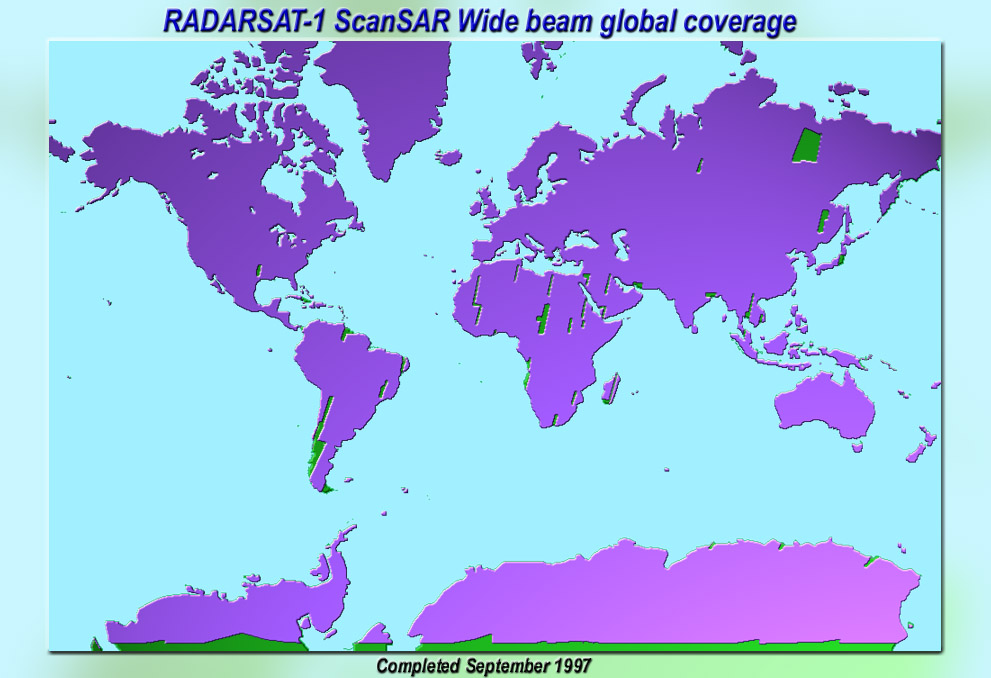 RADARSAT-1 ScanSAR Wide beam global coverage
Completed September 1997